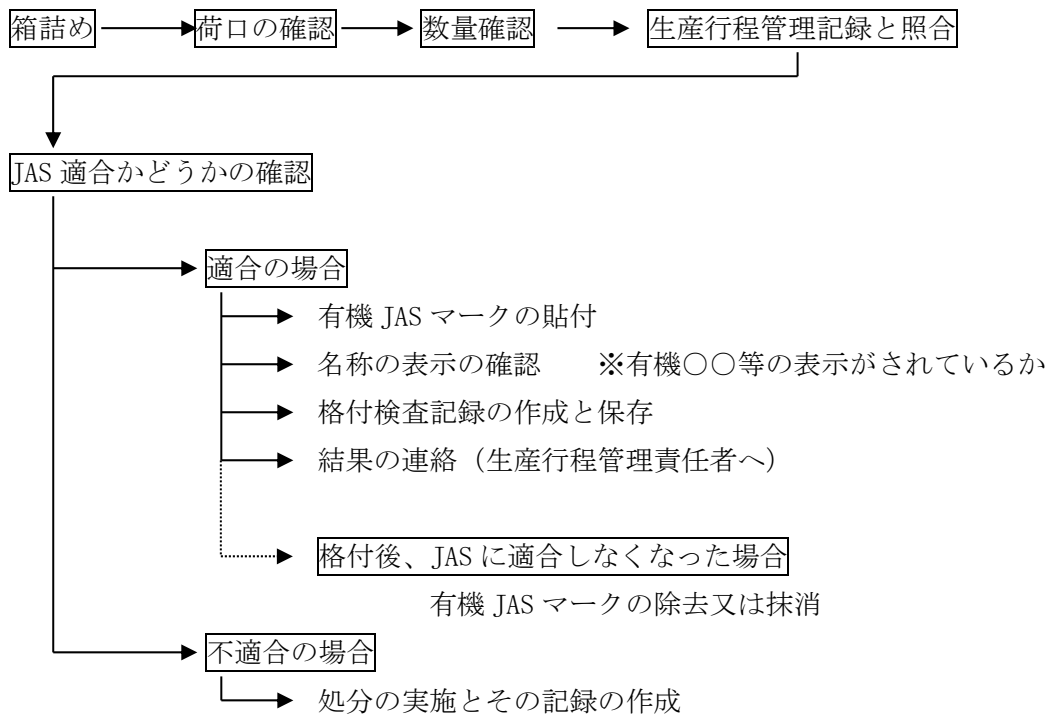 箱詰め 荷口の確認 数量確認 生産行程管理記録と照合
JAS 適合かどうかの確認
適合の場合
有機 JAS マークの貼付
名称の表示の確認　　※有機〇〇等の表示がされているか
格付検査記録の作成と保存
結果の連絡（生産行程管理責任者へ）
格付後、JAS に適合しなくなった場合
有機 JAS マークの除去又は抹消
不適合の場合
処分の実施とその記録の作成